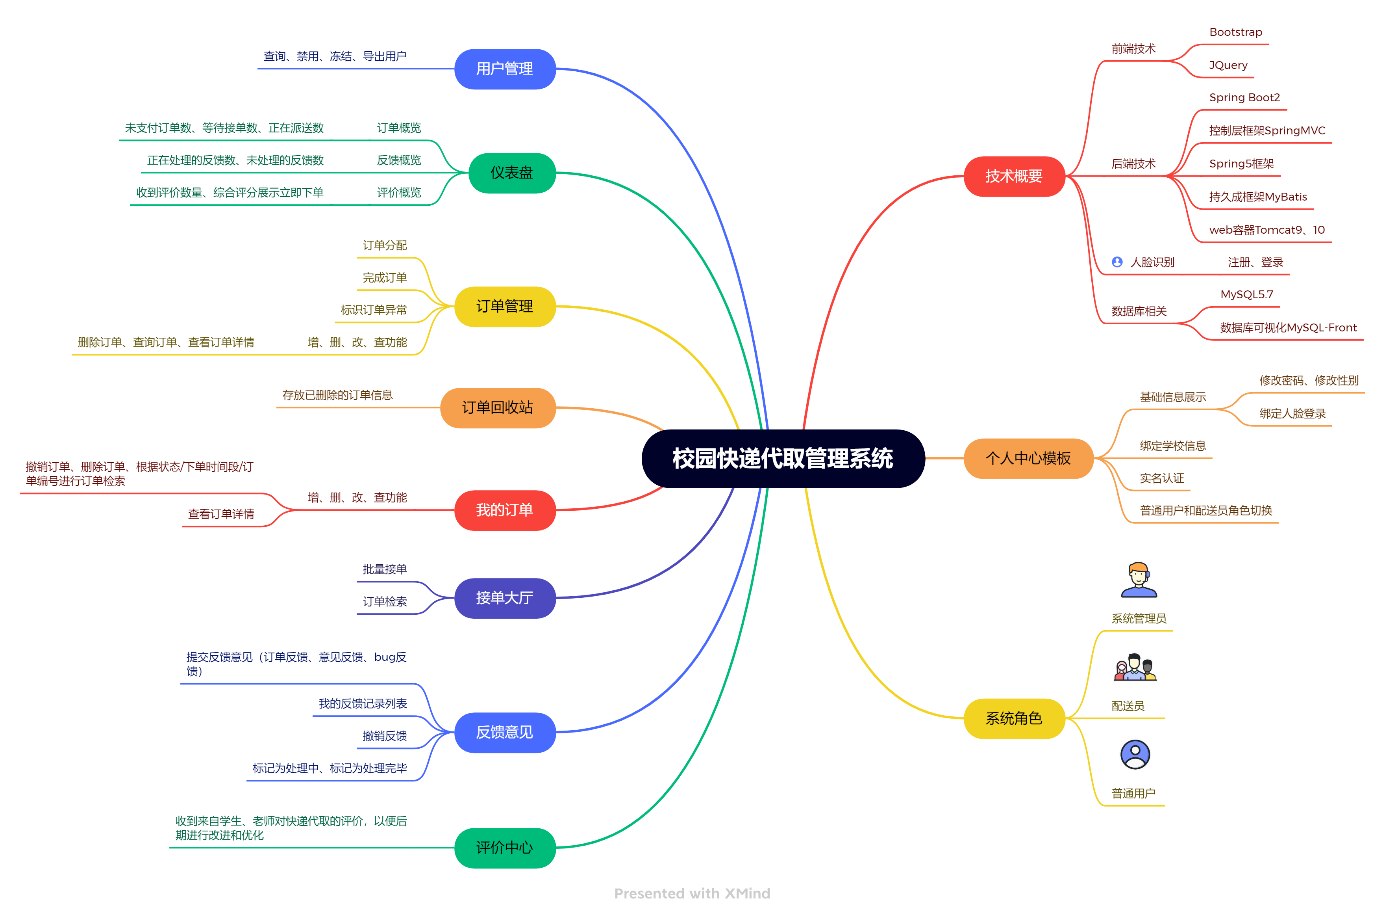 校园快递代取管理系统
用户管理
查询、禁用、冻结、导出用户
仪表盘
订单概览
未支付订单数、等待接单数、正在派送数
反馈概览
正在处理的反馈数、未处理的反馈数
评价概览
收到评价数量、综合评分展示立即下单
订单管理
订单分配
完成订单
标识订单异常
增、删、改、查功能
删除订单、查询订单、查看订单详情
订单回收站
存放已删除的订单信息
我的订单
增、删、改、查功能
撤销订单、删除订单、根据状态/下单时间段/订
单编号进行订单检索
查看订单详情
接单大厅
批量接单
订单检索
反馈意见
提交反馈意见（订单反馈、意见反馈、bug反
馈）
我的反馈记录列表
撤销反馈
标记为处理中、标记为处理完毕
评价中心
收到来自学生、老师对快递代取的评价，以便后
期进行改进和优化
技术概要
前端技术
Bootstrap
JQuery
后端技术
Spring Boot2
控制层框架SpringMVC
Spring5框架
持久成框架MyBatis
web容器Tomcat9、10
人脸识别
注册、登录
数据库相关
MySQL5.7
数据库可视化MySQL-Front
个人中心模板
基础信息展示
修改密码、修改性别
绑定人脸登录
绑定学校信息
实名认证
普通用户和配送员角色切换
系统角色
系统管理员
配送员
普通用户
Presented with XMind